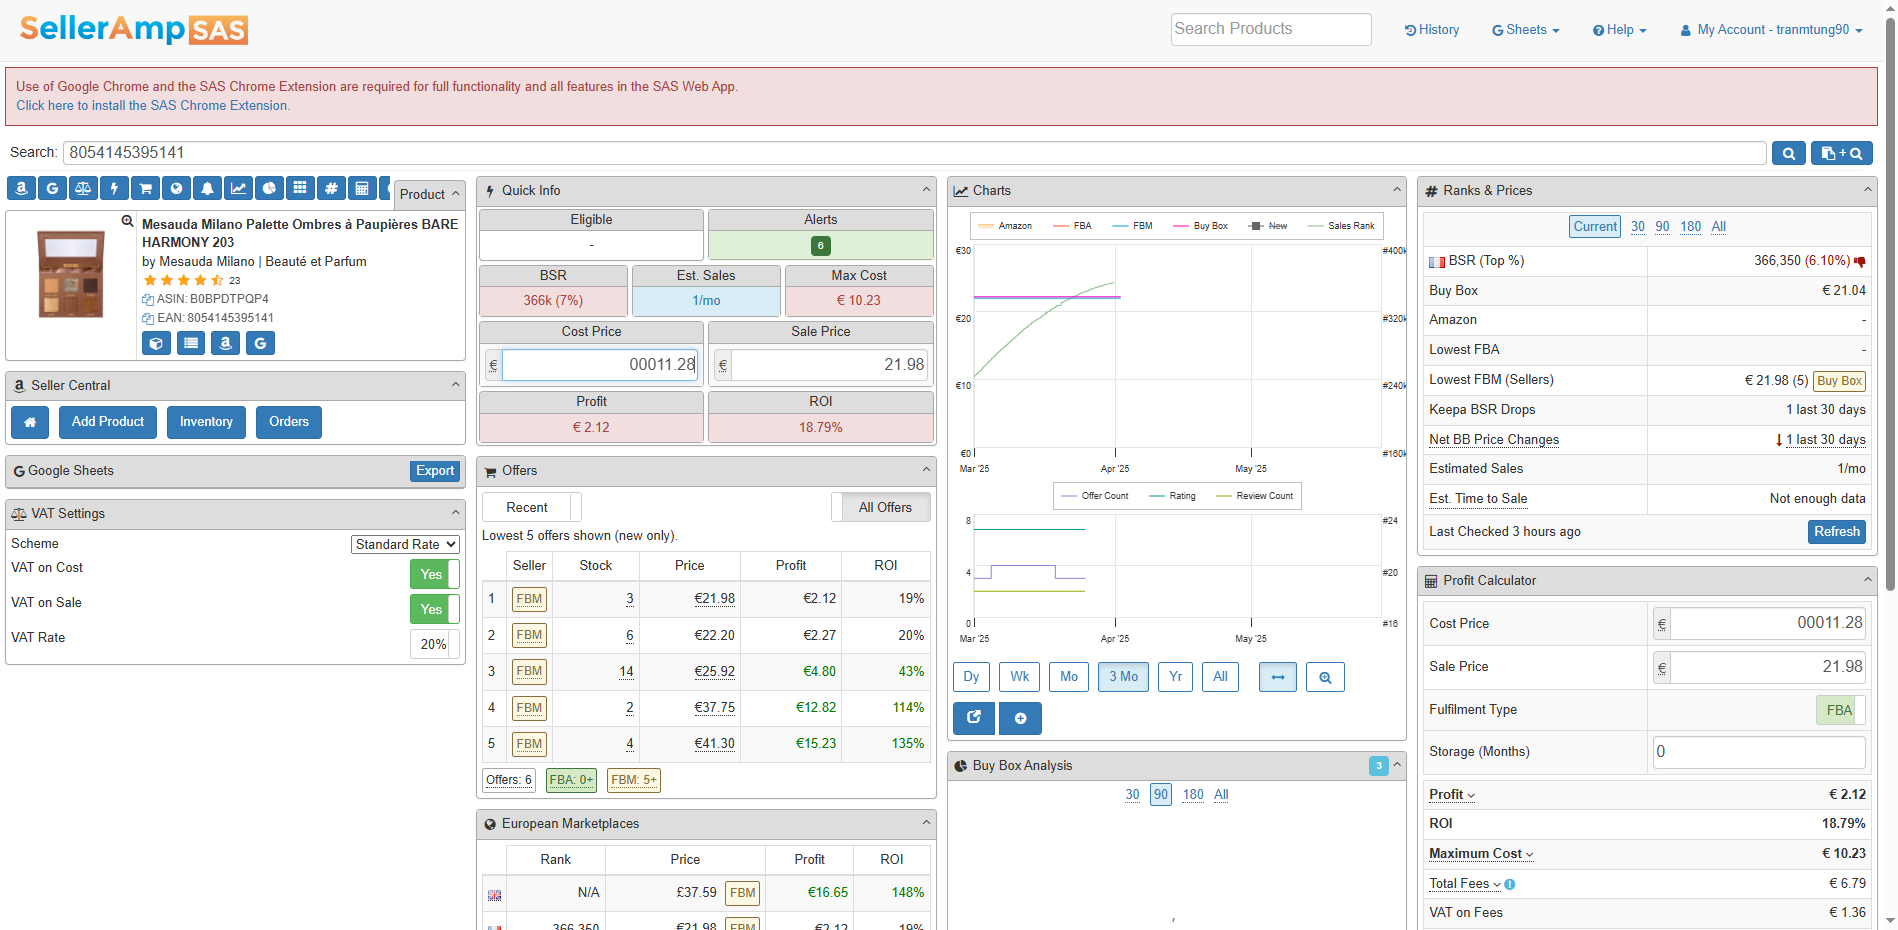 SellerAmp SAS
Search Products
History
G Sheets
Help
My Account - tranmtung90
Use of Google Chrome and the SAS Chrome Extension are required for full functionality and all features in the SAS Web App.
Click here to install the SAS Chrome Extension.
Search: 8054145395141
Product
Mesauda Milano Palette Ombres à Paupières BARE
HARMONY 203
by Mesauda Milano | Beauté et Parfum
23
ASIN: B0BPDTPQP4
EAN: 8054145395141
Seller Central
Add Product
Inventory
Orders
Google Sheets
Export
VAT Settings
Scheme Standard Rate
VAT on Cost Yes
VAT on Sale Yes
VAT Rate 20%
Quick Info
Eligible Alerts
- 6
BSR Est. Sales Max Cost
366k (7%) 1/mo € 10.23
Cost Price Sale Price
€ 00011.28 € 21.98
Profit ROI
€ 2.12 18.79%
Offers
Recent All Offers
Lowest 5 offers shown (new only).
Seller Stock Price Profit ROI
1 FBM 3 €21.98 €2.12 19%
2 FBM 6 €22.20 €2.27 20%
3 FBM 14 €25.92 €4.80 43%
4 FBM 2 €37.75 €12.82 114%
5 FBM 4 €41.30 €15.23 135%
Offers: 6 FBA: 0+ FBM: 5+
European Marketplaces
Rank Price Profit ROI
N/A £37.59 FBM €16.65 148%
366,350 €21.98 FBM €2.12 19%
Charts
Amazon FBA FBM Buy Box New Sales Rank
€30 #400k
€20 #320k
€10 #240k
€0 #160k
Mar '25 Apr '25 May '25
Offer Count Rating Review Count
8 #24
4 #20
0 #16
Mar '25 Apr '25 May '25
Dy Wk Mo 3 Mo Yr All
Buy Box Analysis 3
30 90 180 All
Ranks & Prices
Current 30 90 180 All
BSR (Top %) 366,350 (6.10%)
Buy Box € 21.04
Amazon -
Lowest FBA -
Lowest FBM (Sellers) € 21.98 (5) Buy Box
Keepa BSR Drops 1 last 30 days
Net BB Price Changes 1 last 30 days
Estimated Sales 1/mo
Est. Time to Sale Not enough data
Last Checked 3 hours ago Refresh
Profit Calculator
Cost Price € 00011.28
Sale Price € 21.98
Fulfilment Type FBA
Storage (Months) 0
Profit € 2.12
ROI 18.79%
Maximum Cost € 10.23
Total Fees € 6.79
VAT on Fees € 1.36